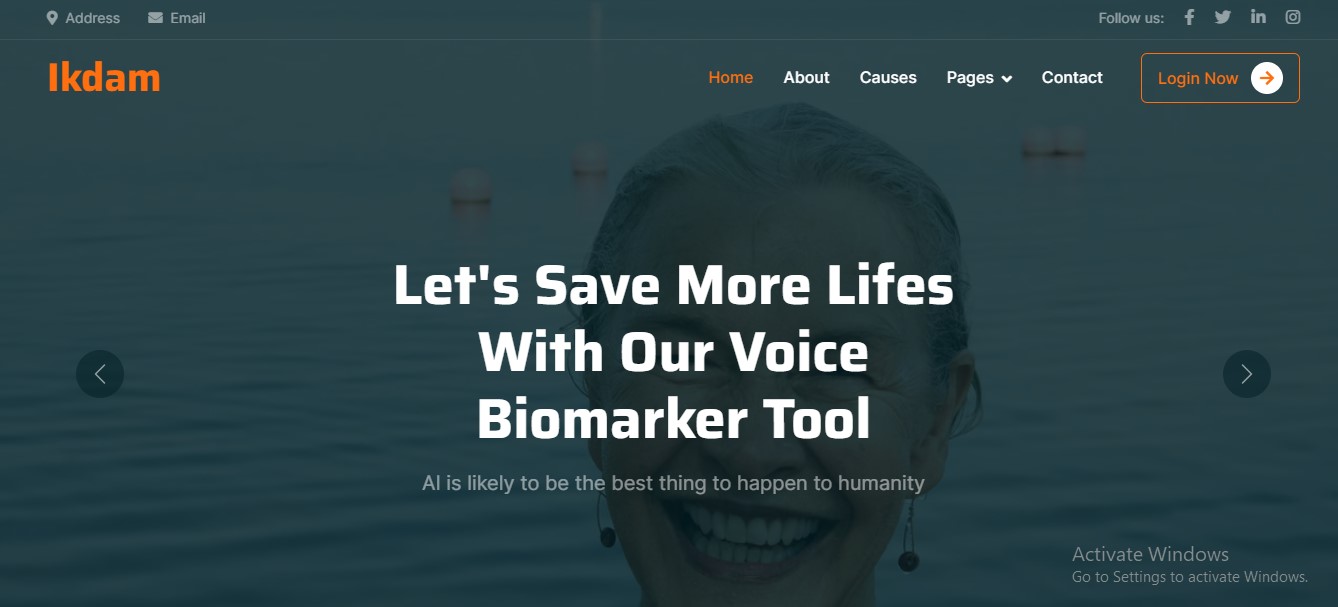 Address Email Follow us:
Ikdam Home About Causes Pages Contact Login Now
Let's Save More Lifes
With Our Voice
Biomarker Tool
AI is likely to be the best thing to happen to humanity
Activate Windows
Go to Settings to activate Windows.